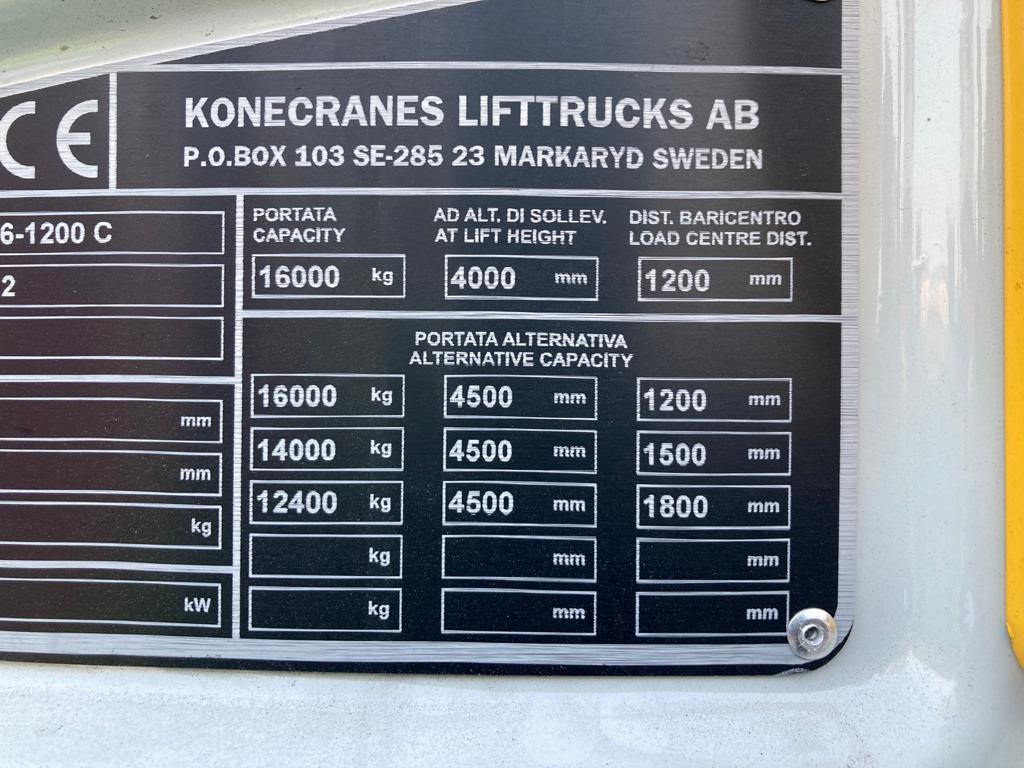 CE
KONECRANES LIFTTRUCKS AB
P.O.BOX 103 SE-285 23 MARKARYD SWEDEN
6-1200 C
2
mm
mm
kg
kW
PORTATA
CAPACITY
AD ALT. DI SOLLEV.
AT LIFT HEIGHT
DIST. BARICENTRO
LOAD CENTRE DIST.
16000 kg 4000 mm 1200 mm
PORTATA ALTERNATIVA
ALTERNATIVE CAPACITY
16000 kg 4500 mm 1200 mm
14000 kg 4500 mm 1500 mm
12400 kg 4500 mm 1800 mm
kg mm mm
kg mm mm